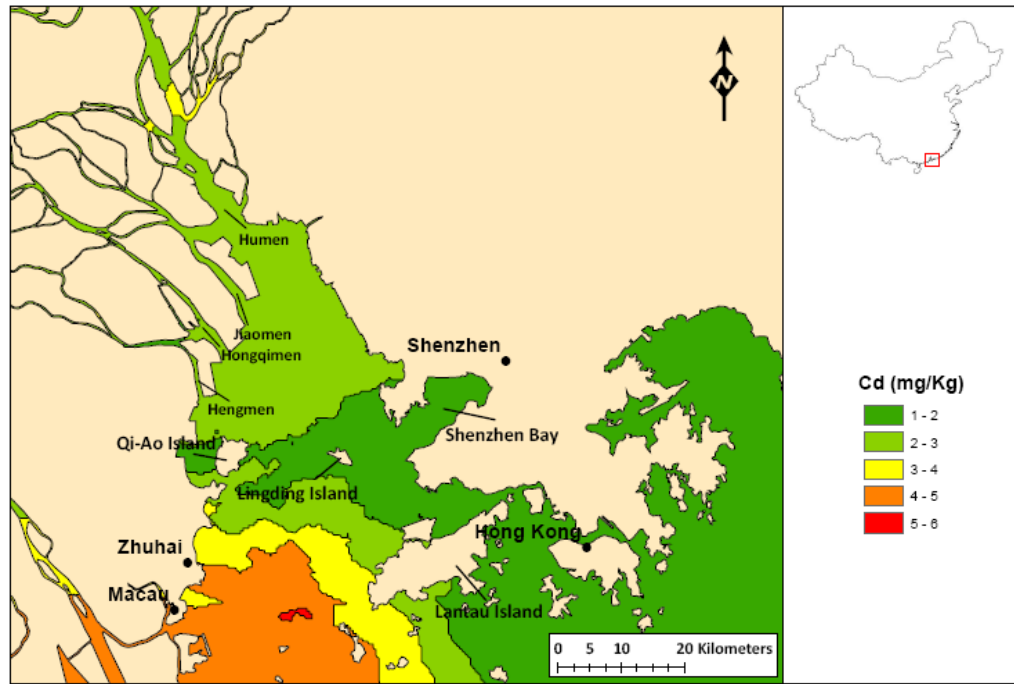 N
Humen
Jiaomen
Hongqimen
Shenzhen
Hengmen
Shenzhen Bay
Qi-Ao Island
Lingding Island
Hong Kong
Zhuhai
Macau
Lantau Island
0 5 10 20 Kilometers
Cd (mg/Kg)
1 - 2
2 - 3
3 - 4
4 - 5
5 - 6